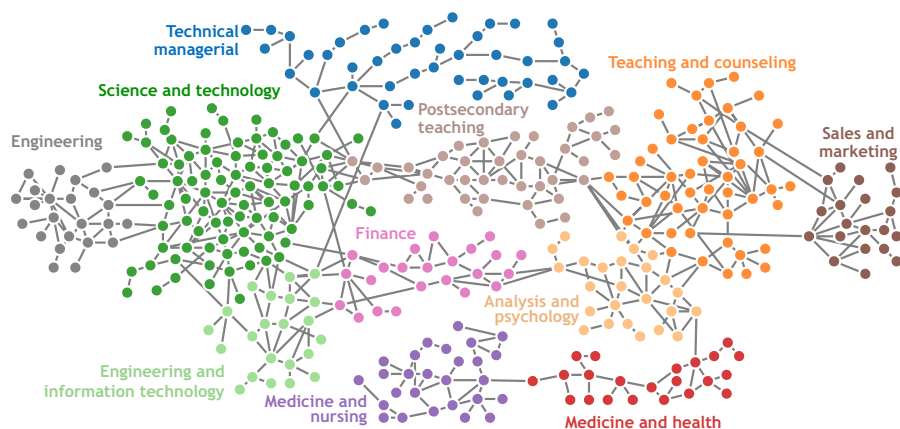 Technical
managerial
Teaching and counseling
Science and technology
Postsecondary
teaching
Engineering
Sales and
marketing
Finance
Analysis and
psychology
Engineering and
information technology
Medicine and
nursing
Medicine and health